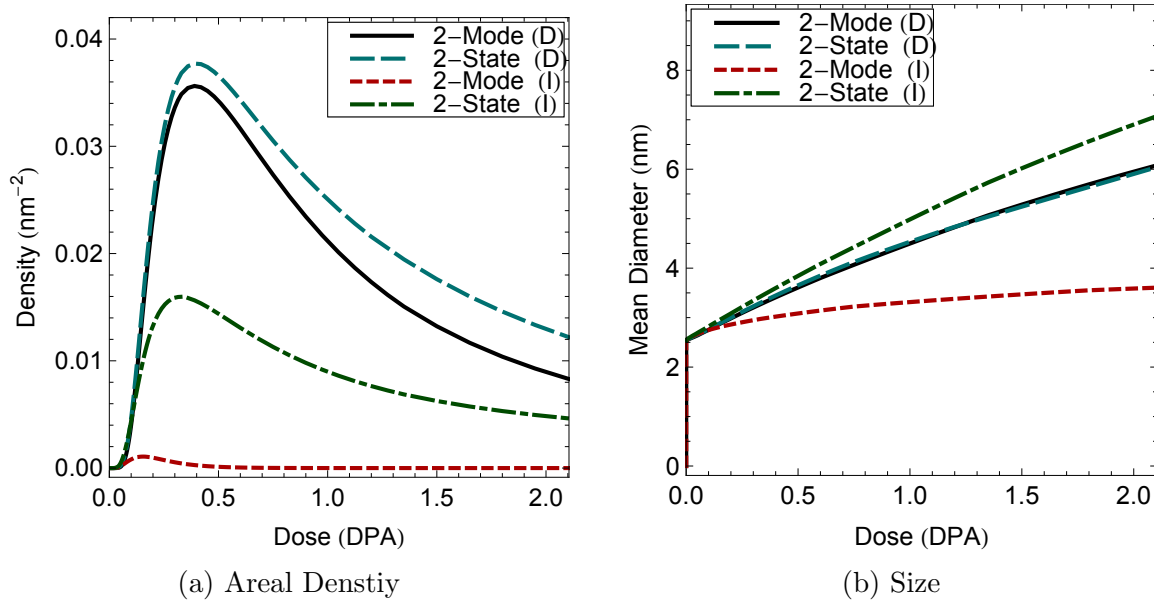 2−Mode (D)
2−State (D)
2−Mode (I)
2−State (I)
0.04
0.03
0.02
0.01
0.00
Density (nm−2)
0.0 0.5 1.0 1.5 2.0
Dose (DPA)
(a) Areal Denstiy
2−Mode (D)
2−State (D)
2−Mode (I)
2−State (I)
8
6
4
2
0
Mean Diameter (nm)
0.0 0.5 1.0 1.5 2.0
Dose (DPA)
(b) Size